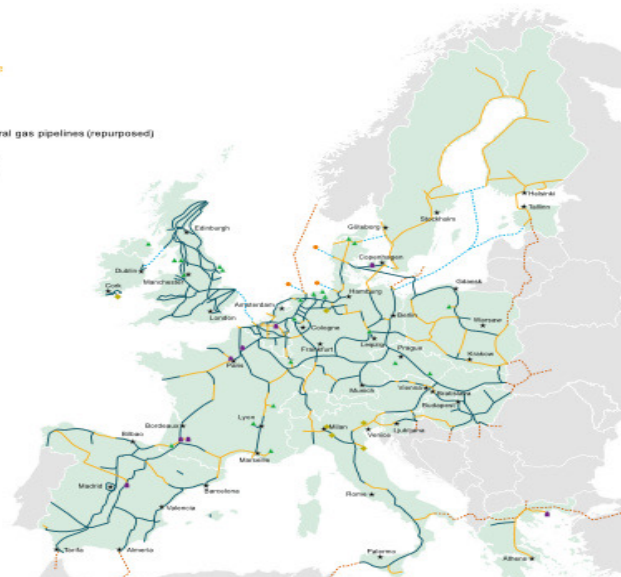 ral gas pipelines (repurposed)
Helsinki
Tallinn
Stockholm
Göteborg
Edinburgh
Copenhagen
Dublin
Manchester
Cork
Gdansk
Hamburg
Amsterdam
London
Berlin
Warsaw
Cologne
Leipzig
Frankfurt
Prague
Krakow
Paris
Munich
Vienna
Bratislava
Budapest
Bordeaux
Lyon
Milan
Venice
Ljubljana
Bilbao
Marseille
Madrid
Barcelona
Rome
Valencia
Tarifa
Almeria
Palermo
Athens